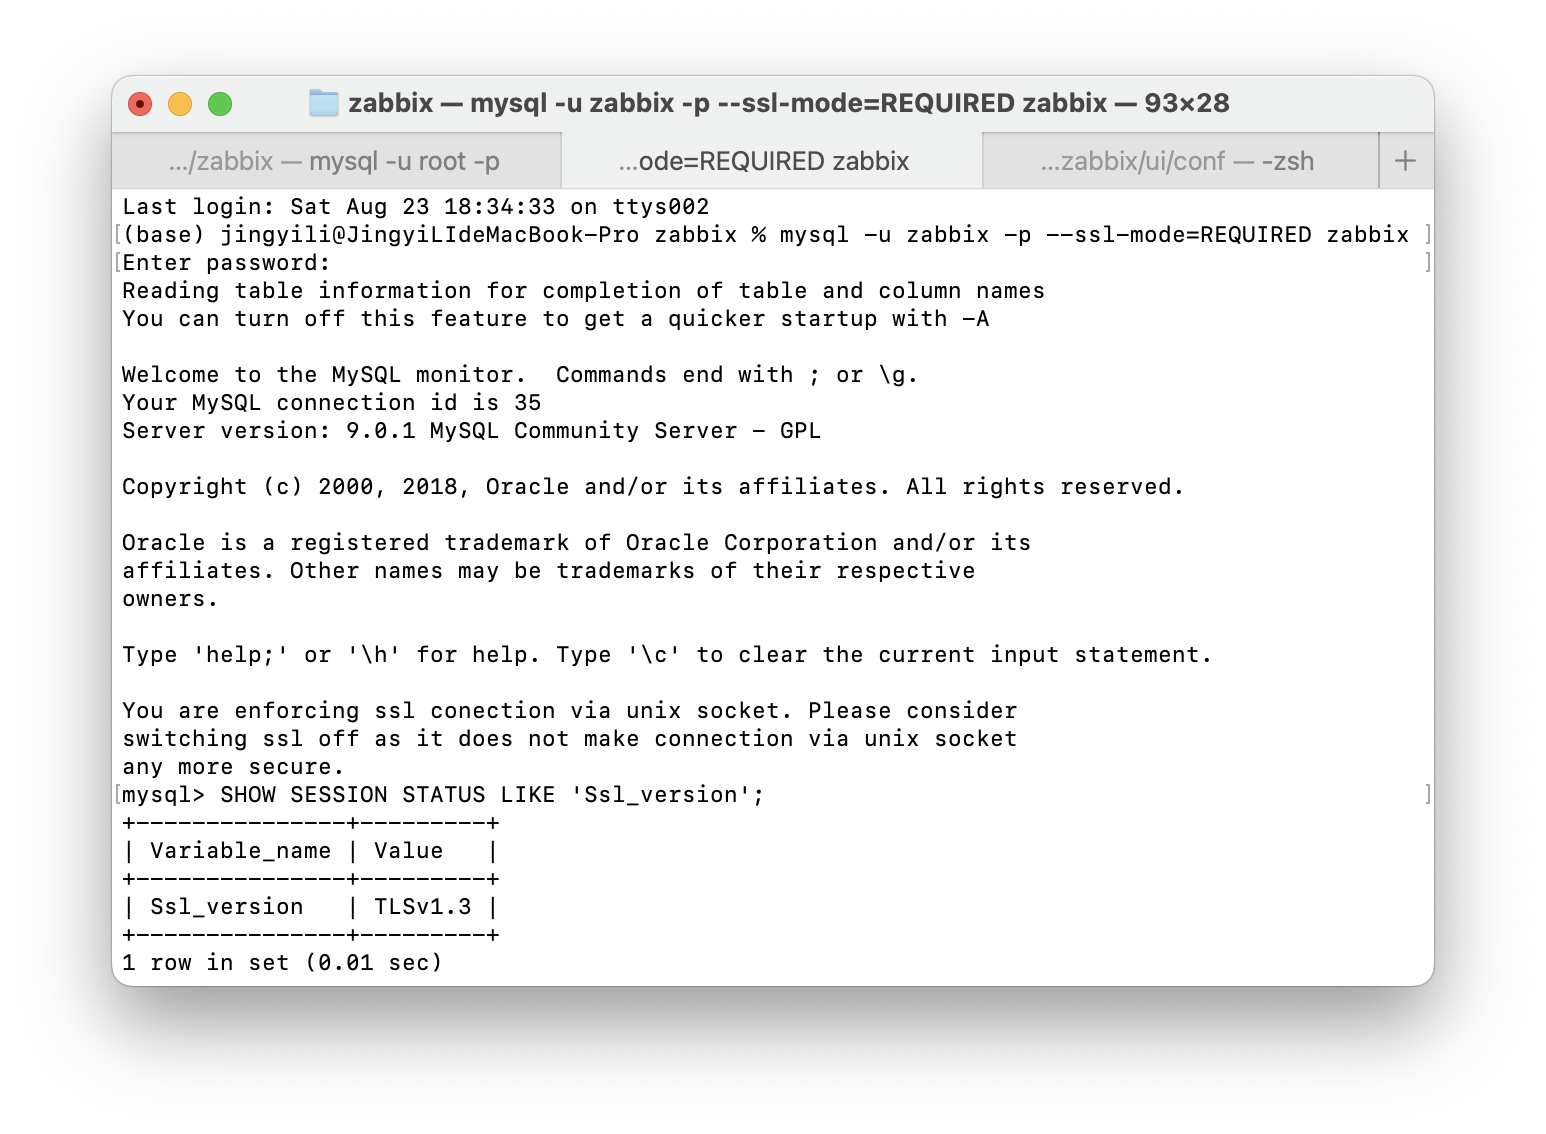 zabbix — mysql -u zabbix -p --ssl-mode=REQUIRED zabbix — 93×28
.../zabbix — mysql -u root -p ...ode=REQUIRED zabbix ...zabbix/ui/conf — -zsh +
Last login: Sat Aug 23 18:34:33 on ttys002
[(base) jingyili@JingyiLIdeMacBook-Pro zabbix % mysql -u zabbix -p --ssl-mode=REQUIRED zabbix ]
[Enter password: ]
Reading table information for completion of table and column names
You can turn off this feature to get a quicker startup with -A

Welcome to the MySQL monitor.  Commands end with ; or \g.
Your MySQL connection id is 35
Server version: 9.0.1 MySQL Community Server - GPL

Copyright (c) 2000, 2018, Oracle and/or its affiliates. All rights reserved.

Oracle is a registered trademark of Oracle Corporation and/or its
affiliates. Other names may be trademarks of their respective
owners.

Type 'help;' or '\h' for help. Type '\c' to clear the current input statement.

You are enforcing ssl conection via unix socket. Please consider
switching ssl off as it does not make connection via unix socket
any more secure.
[mysql> SHOW SESSION STATUS LIKE 'Ssl_version'; ]
+---------------+---------+
| Variable_name | Value   |
+---------------+---------+
| Ssl_version   | TLSv1.3 |
+---------------+---------+
1 row in set (0.01 sec)